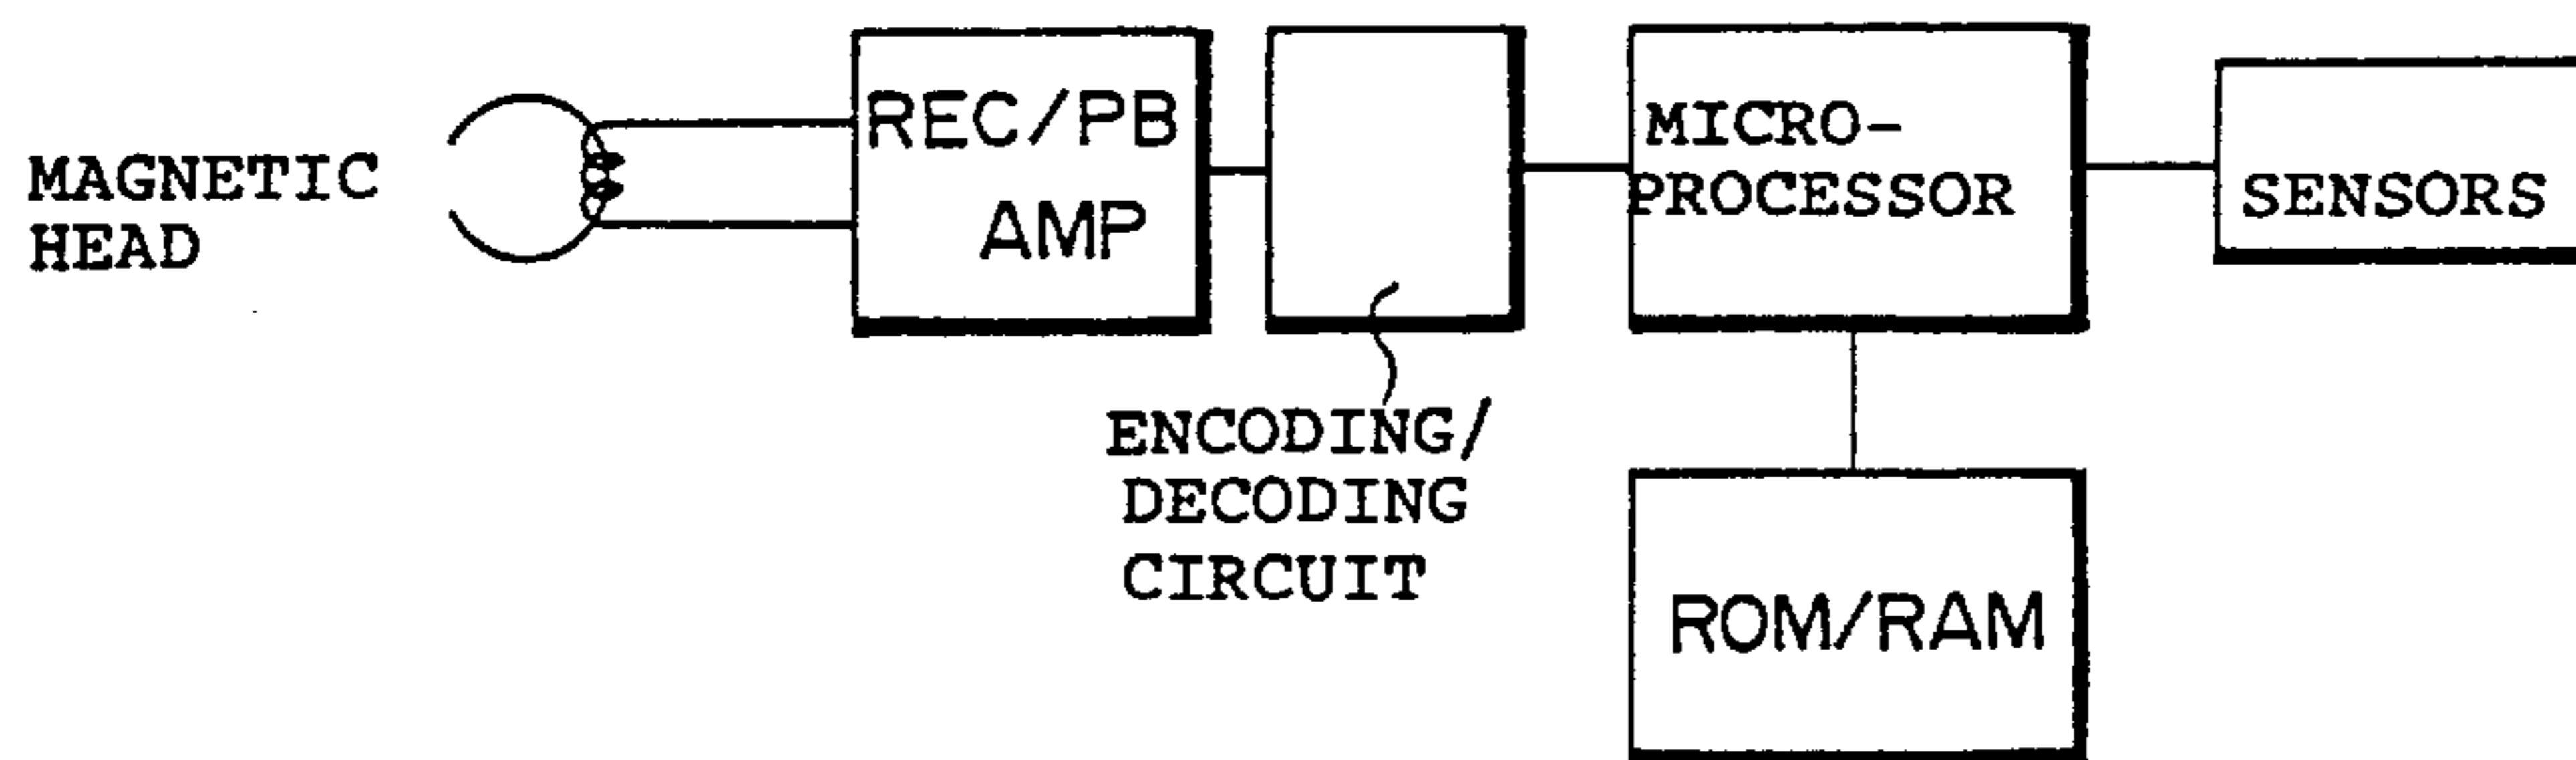 MAGNETIC
HEAD
REC/PB
AMP
ENCODING/
DECODING
CIRCUIT
MICRO-
PROCESSOR
SENSORS
ROM/RAM